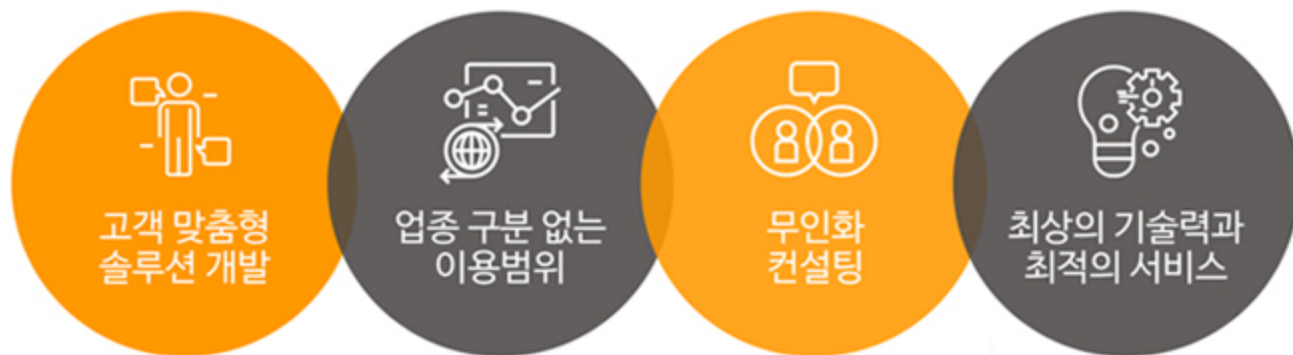 고객 맞춤형
솔루션 개발
업종 구분 없는
이용범위
무인화
컨설팅
최상의 기술력과
최적의 서비스